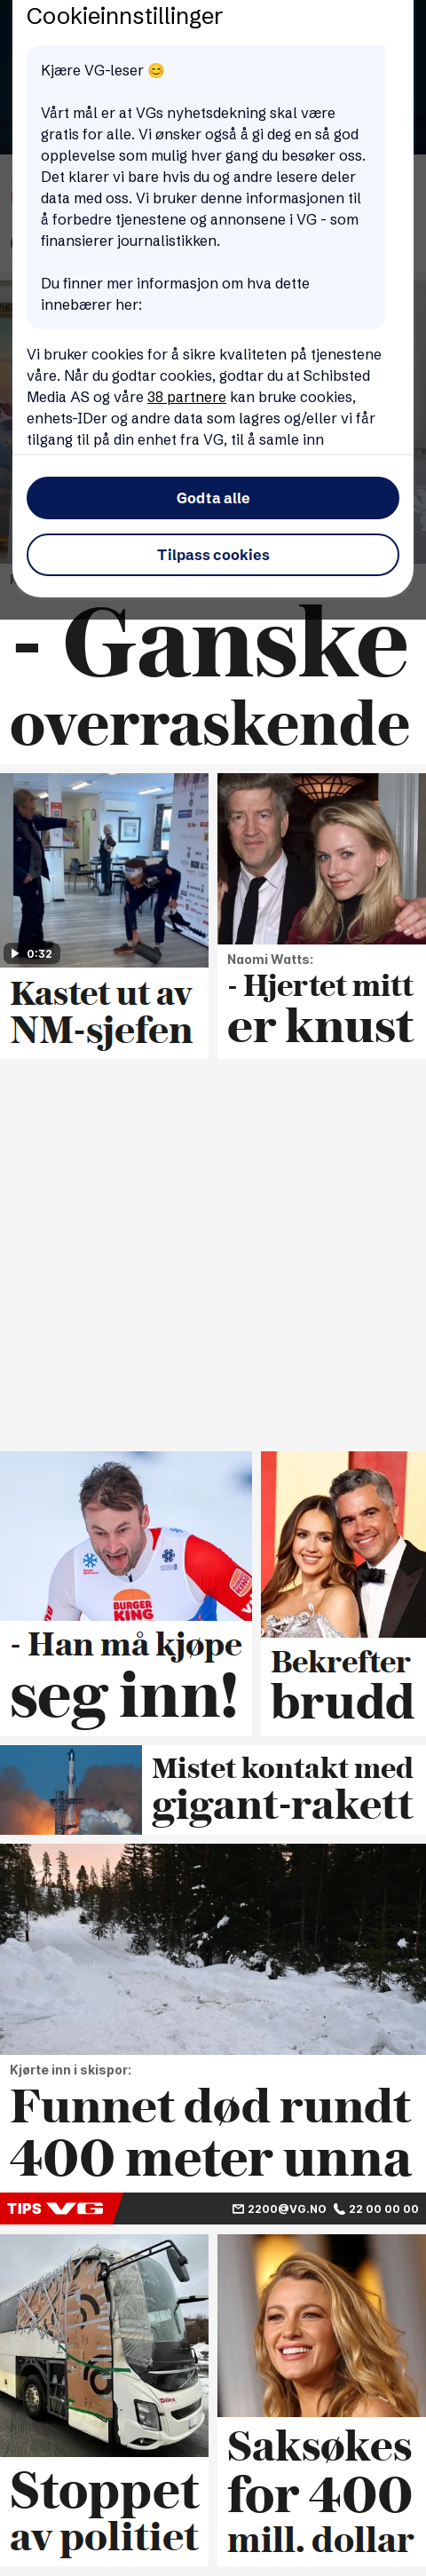 Cookieinnstillinger
Kjære VG-leser 😊
Vårt mål er at VGs nyhetsdekning skal være
gratis for alle. Vi ønsker også å gi deg en så god
opplevelse som mulig hver gang du besøker oss.
Det klarer vi bare hvis du og andre lesere deler
data med oss. Vi bruker denne informasjonen til
å forbedre tjenestene og annonsene i VG - som
finansierer journalistikken.
Du finner mer informasjon om hva dette
innebærer her:
Vi bruker cookies for å sikre kvaliteten på tjenestene
våre. Når du godtar cookies, godtar du at Schibsted
Media AS og våre 38 partnere kan bruke cookies,
enhets-IDer og andre data som lagres og/eller vi får
tilgang til på din enhet fra VG, til å samle inn
Godta alle
Tilpass cookies
- Ganske
overraskende
0:32
Kastet ut av
NM-sjefen
Naomi Watts:
- Hjertet mitt
er knust
BURGER
KING
- Han må kjøpe
seg inn!
Bekrefter
brudd
Mistet kontakt med
gigant-rakett
Kjørte inn i skispor:
Funnet død rundt
400 meter unna
TIPS VG
2200@VG.NO
22 00 00 00
Stoppet
av politiet
Saksøkes
for 400
mill. dollar